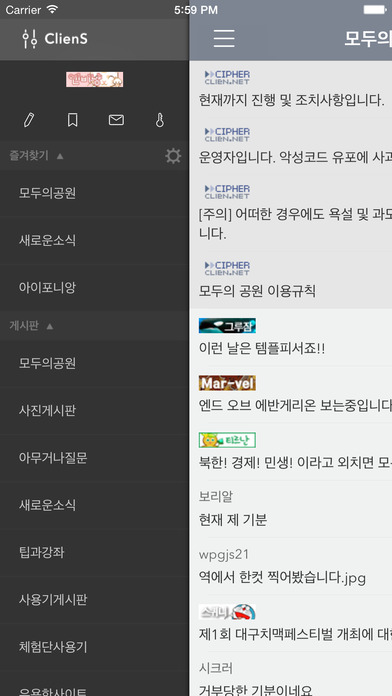 Carrier 5:59 PM
ClienS
즐겨찾기 ▲
모두의공원
새로운소식
아이포니앙
게시판 ▲
모두의공원
사진게시판
아무거나질문
새로운소식
팁과강좌
사용기게시판
체험단사용기
유용한사이트
모두의
CIPHER
CLIEN.NET
현재까지 진행 및 조치사항입니다.
CIPHER
CLIEN.NET
운영자입니다. 악성코드 유포에 사과
CIPHER
CLIEN.NET
[주의] 어떠한 경우에도 욕설 및 과도
니다.
CIPHER
CLIEN.NET
모두의 공원 이용규칙
그루잠
이런 날은 템플피서죠!!
Mar-vel
엔드 오브 에반게리온 보는중입니다
티즈난
북한! 경제! 민생! 이라고 외치면 모
보리알
현재 제 기분
wpgjs21
역에서 한컷 찍어봤습니다.jpg
제1회 대구치맥페스티벌 개최에 대한
시크러
거부당한 기분이네요